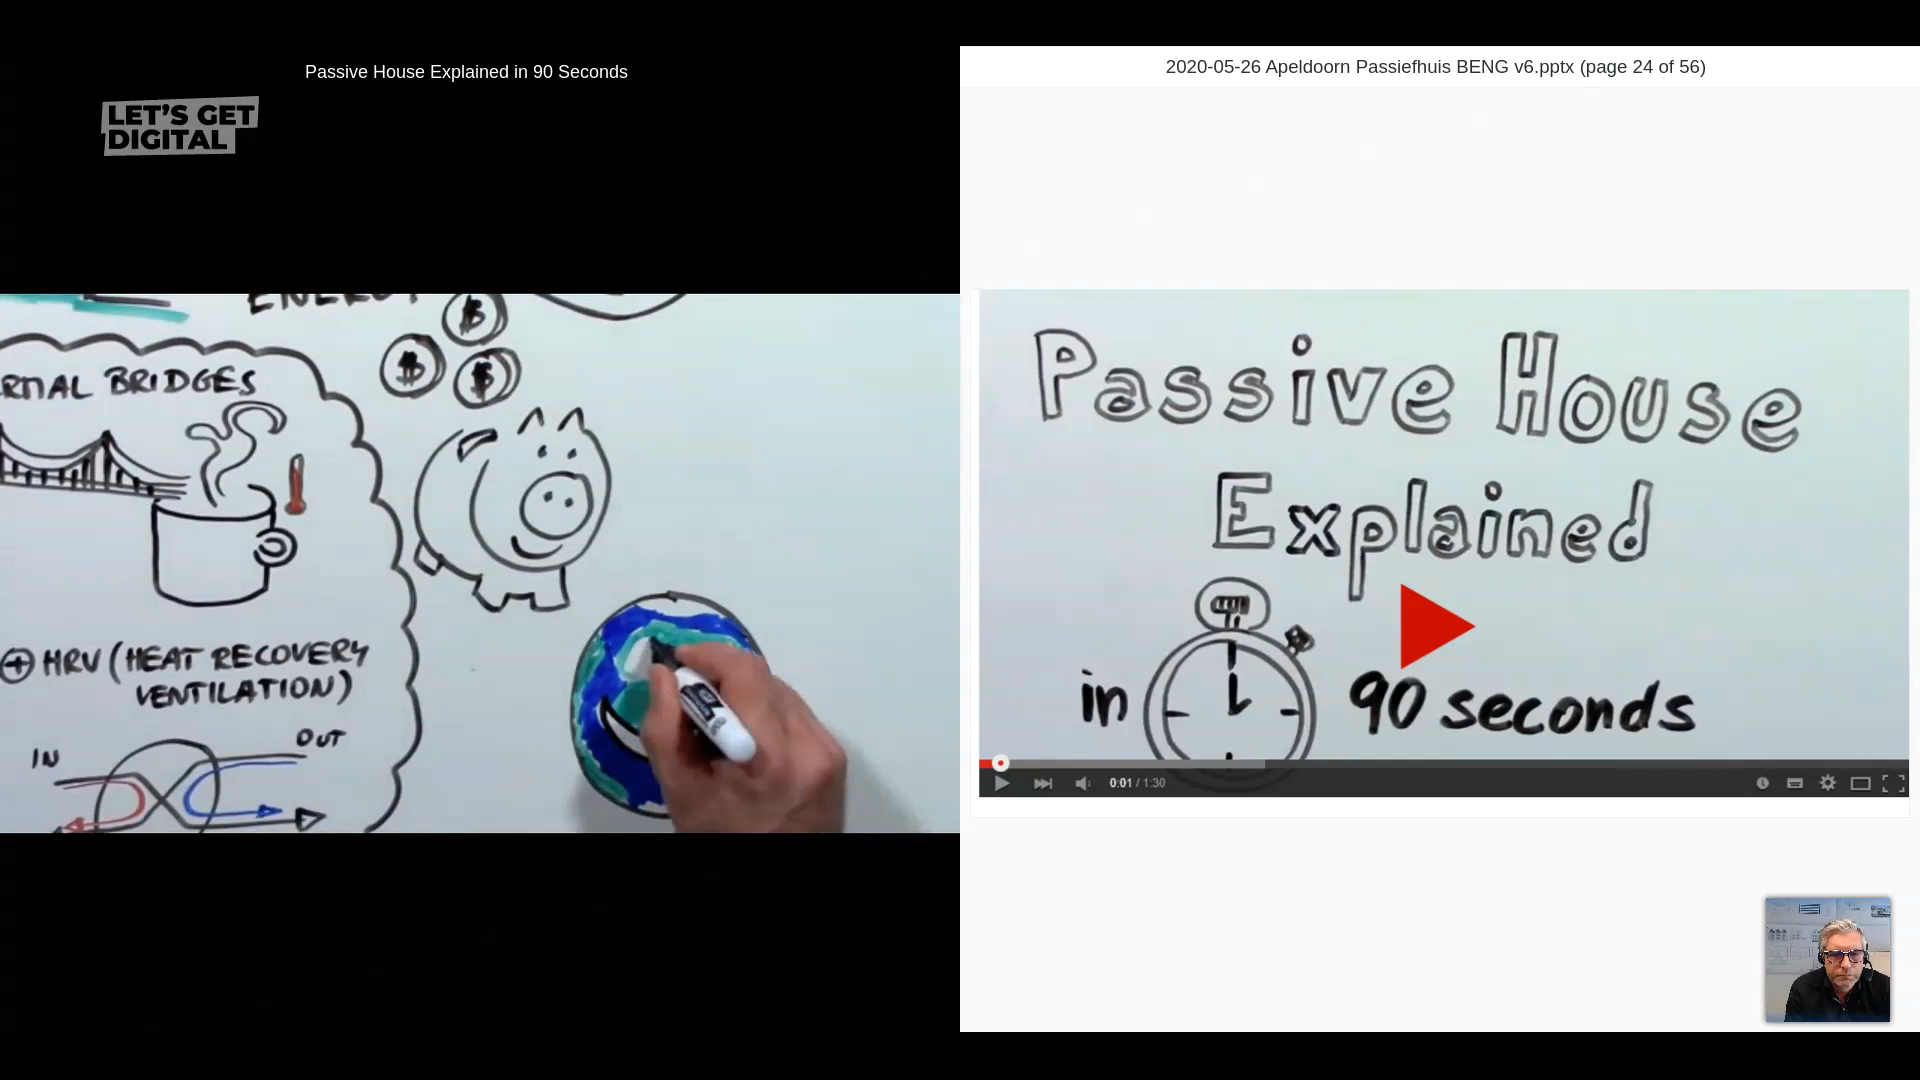 Passive House Explained in 90 Seconds
LET'S GET
DIGITAL
BRIDGES
+ HRV (HEAT RECOVERY
VENTILATION)
IN
OUT
2020-05-26 Apeldoorn Passiefhuis BENG v6.pptx (page 24 of 56)
Passive House
Explained
in
90 seconds
0:01 / 1:30